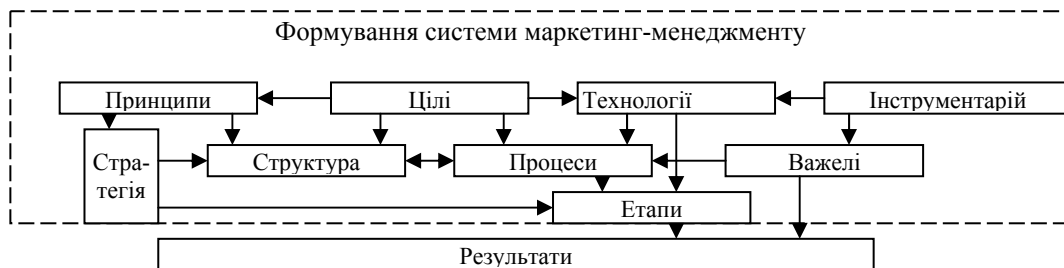 Формування системи маркетинг-менеджменту
Принципи
Цілі
Технології
Інструментарій
Стра-
тегія
Структура
Процеси
Важелі
Етапи
Результати